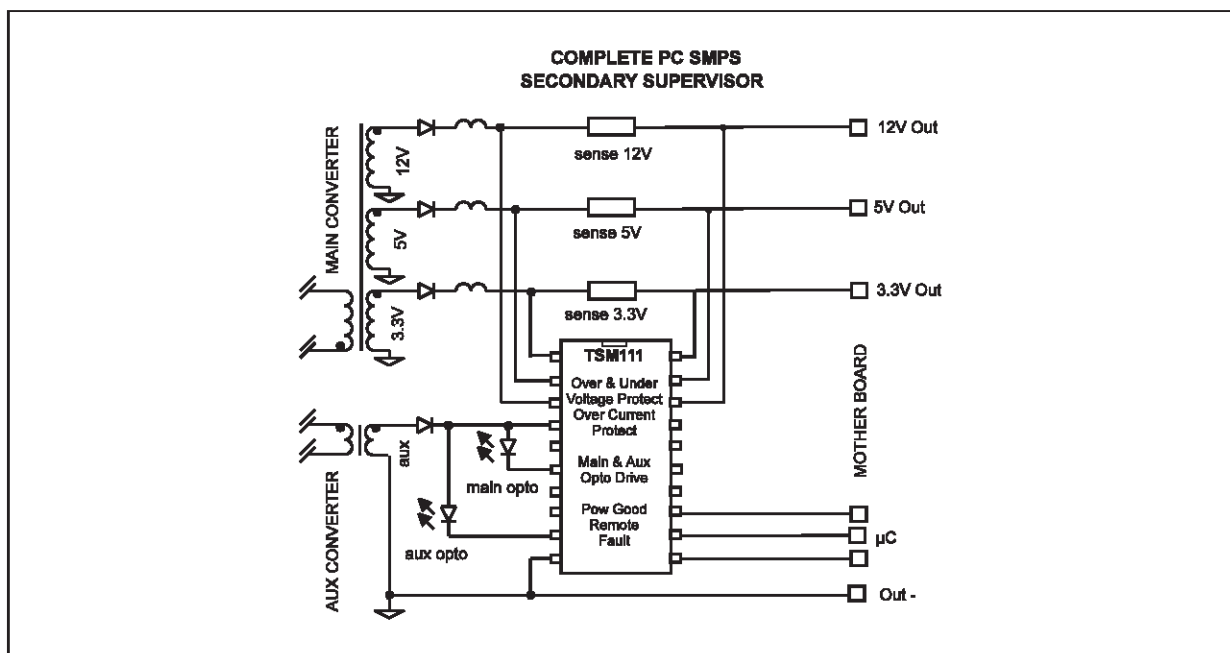 COMPLETE PC SMPS
SECONDARY SUPERVISOR
MAIN CONVERTER
12V
sense 12V
12V Out
5V
sense 5V
5V Out
3.3V
sense 3.3V
3.3V Out
TSM111
Over & Under
Voltage Protect
Over Current
Protect
Main & Aux
Opto Drive
Pow Good
Remote
Fault
MOTHER BOARD
AUX CONVERTER
aux
main opto
aux opto
µC
Out -